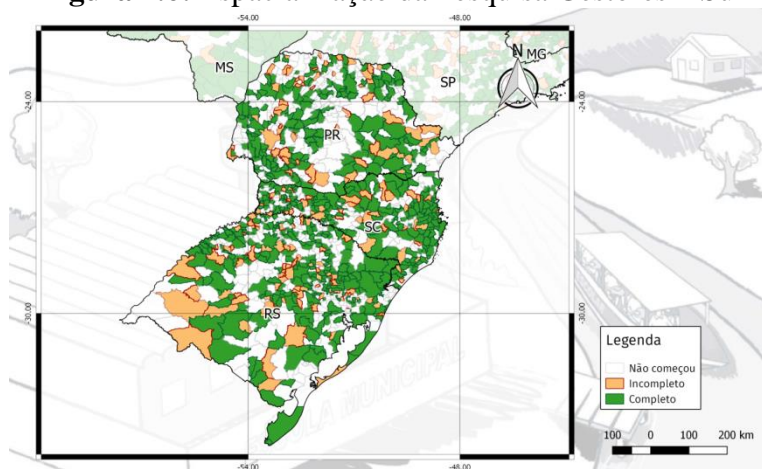 -54.00
-48.00
N
MG
MS
SP
-24.00
-24.00
PR
SC
RS
-30.00
-30.00
Legenda
Não começou
Incompleto
Completo
100 0 100 200 km
-54.00
-48.00
MUNICIPAL